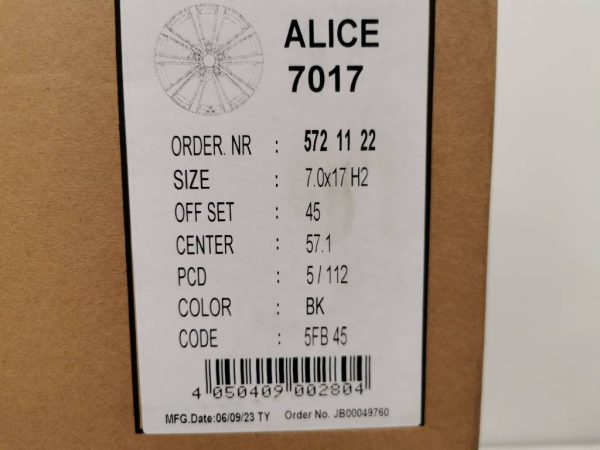 ALICE
7017
ORDER. NR : 572 11 22
SIZE : 7.0x17 H2
OFF SET : 45
CENTER : 57.1
PCD : 5 / 112
COLOR : BK
CODE : 5FB 45
4 050409 002804
MFG.Date:06/09/23 TY Order No. JB00049760